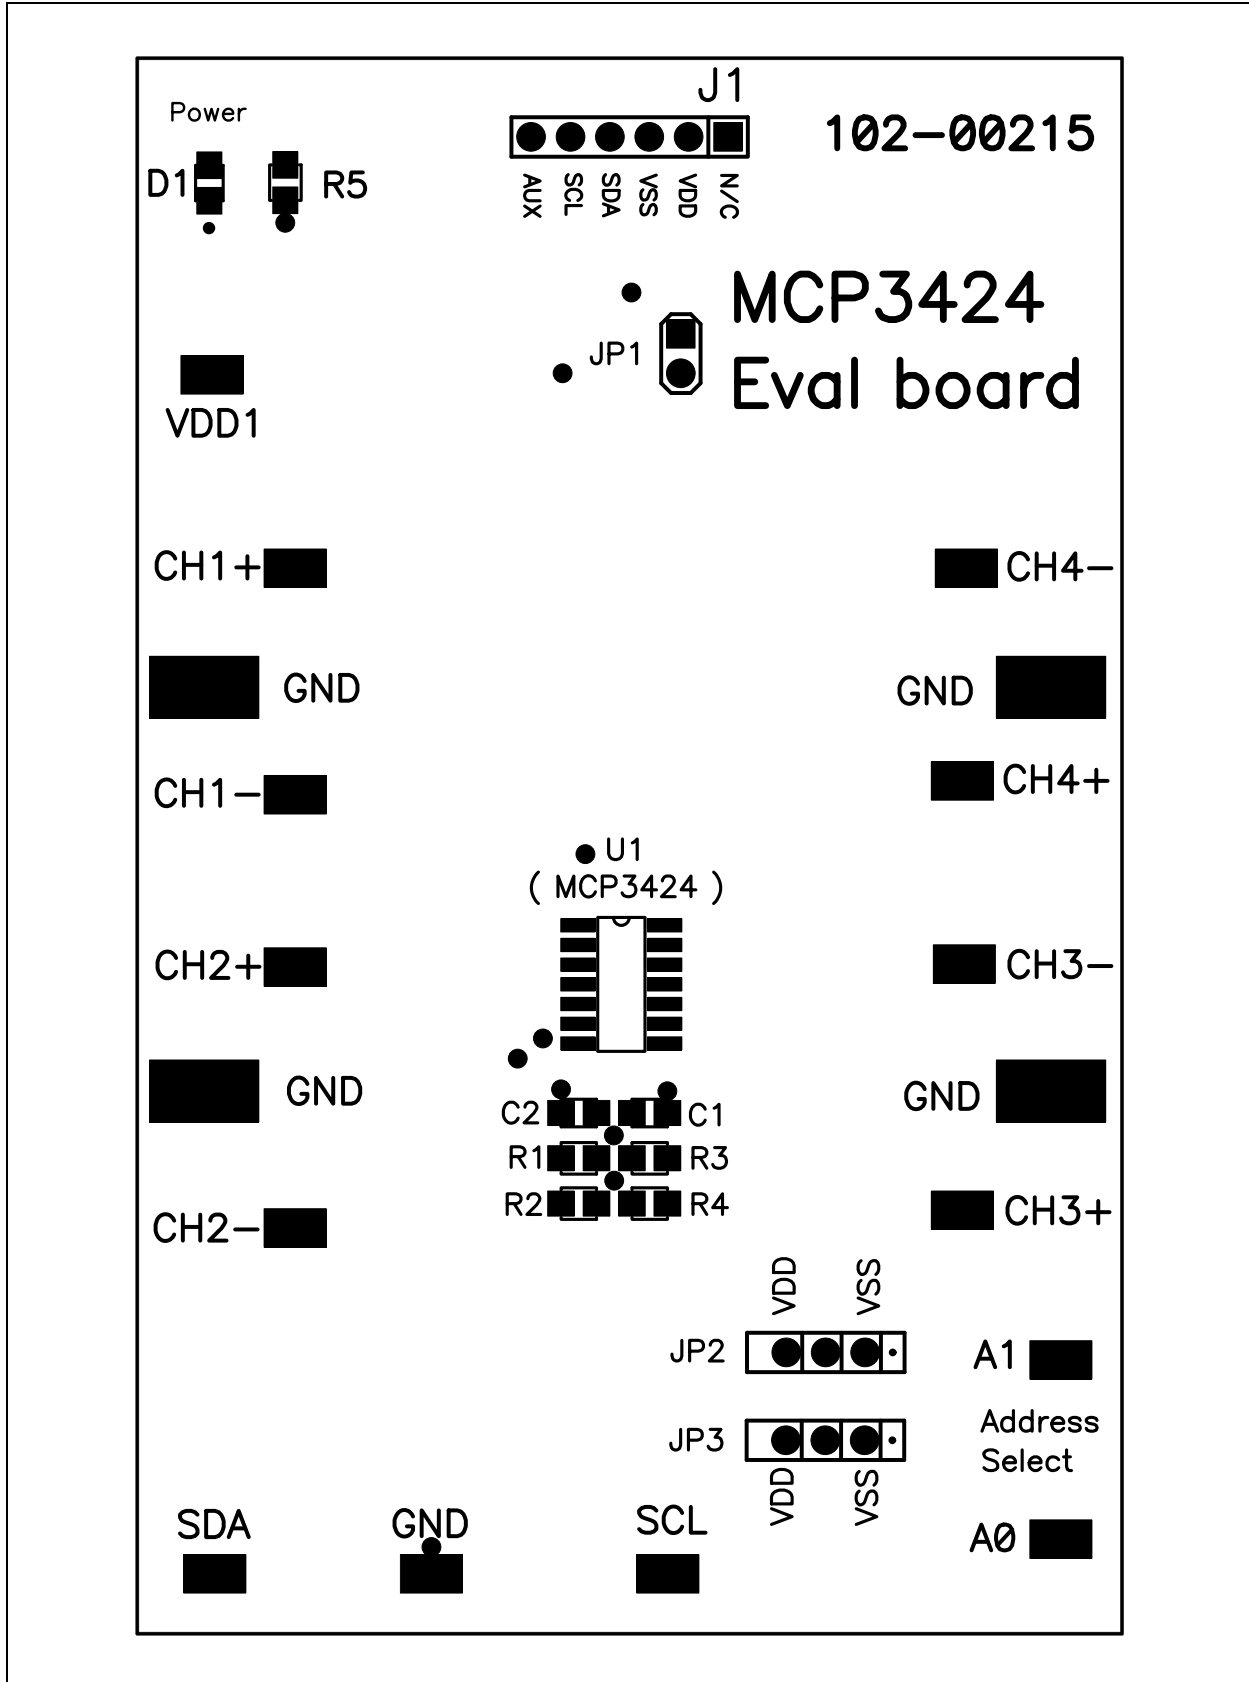 J1
Power
102-00215
D1
R5
AUX SCL SDA VSS VDD N/C
MCP3424
JP1
Eval board
VDD1
CH1+
CH4-
GND
GND
CH1-
CH4+
U1
( MCP3424 )
CH2+
CH3-
GND
GND
C2
C1
R1
R3
R2
R4
CH2-
CH3+
VDD
VSS
JP2
A1
Address
Select
JP3
VDD
VSS
SDA
GND
SCL
A0